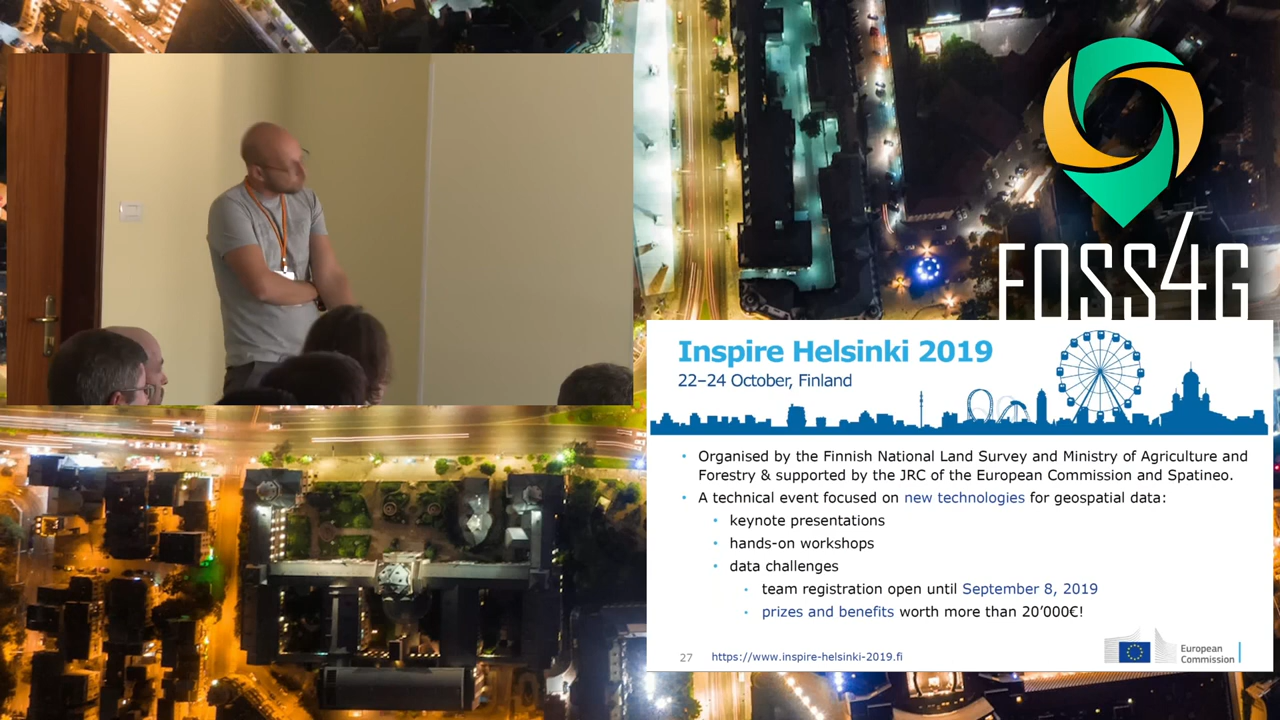 FOSS4G
Inspire Helsinki 2019
22–24 October, Finland
• Organised by the Finnish National Land Survey and Ministry of Agriculture and
Forestry & supported by the JRC of the European Commission and Spatineo.
• A technical event focused on new technologies for geospatial data:
• keynote presentations
• hands-on workshops
• data challenges
• team registration open until September 8, 2019
• prizes and benefits worth more than 20’000€!
27
https://www.inspire-helsinki-2019.fi
European
Commission